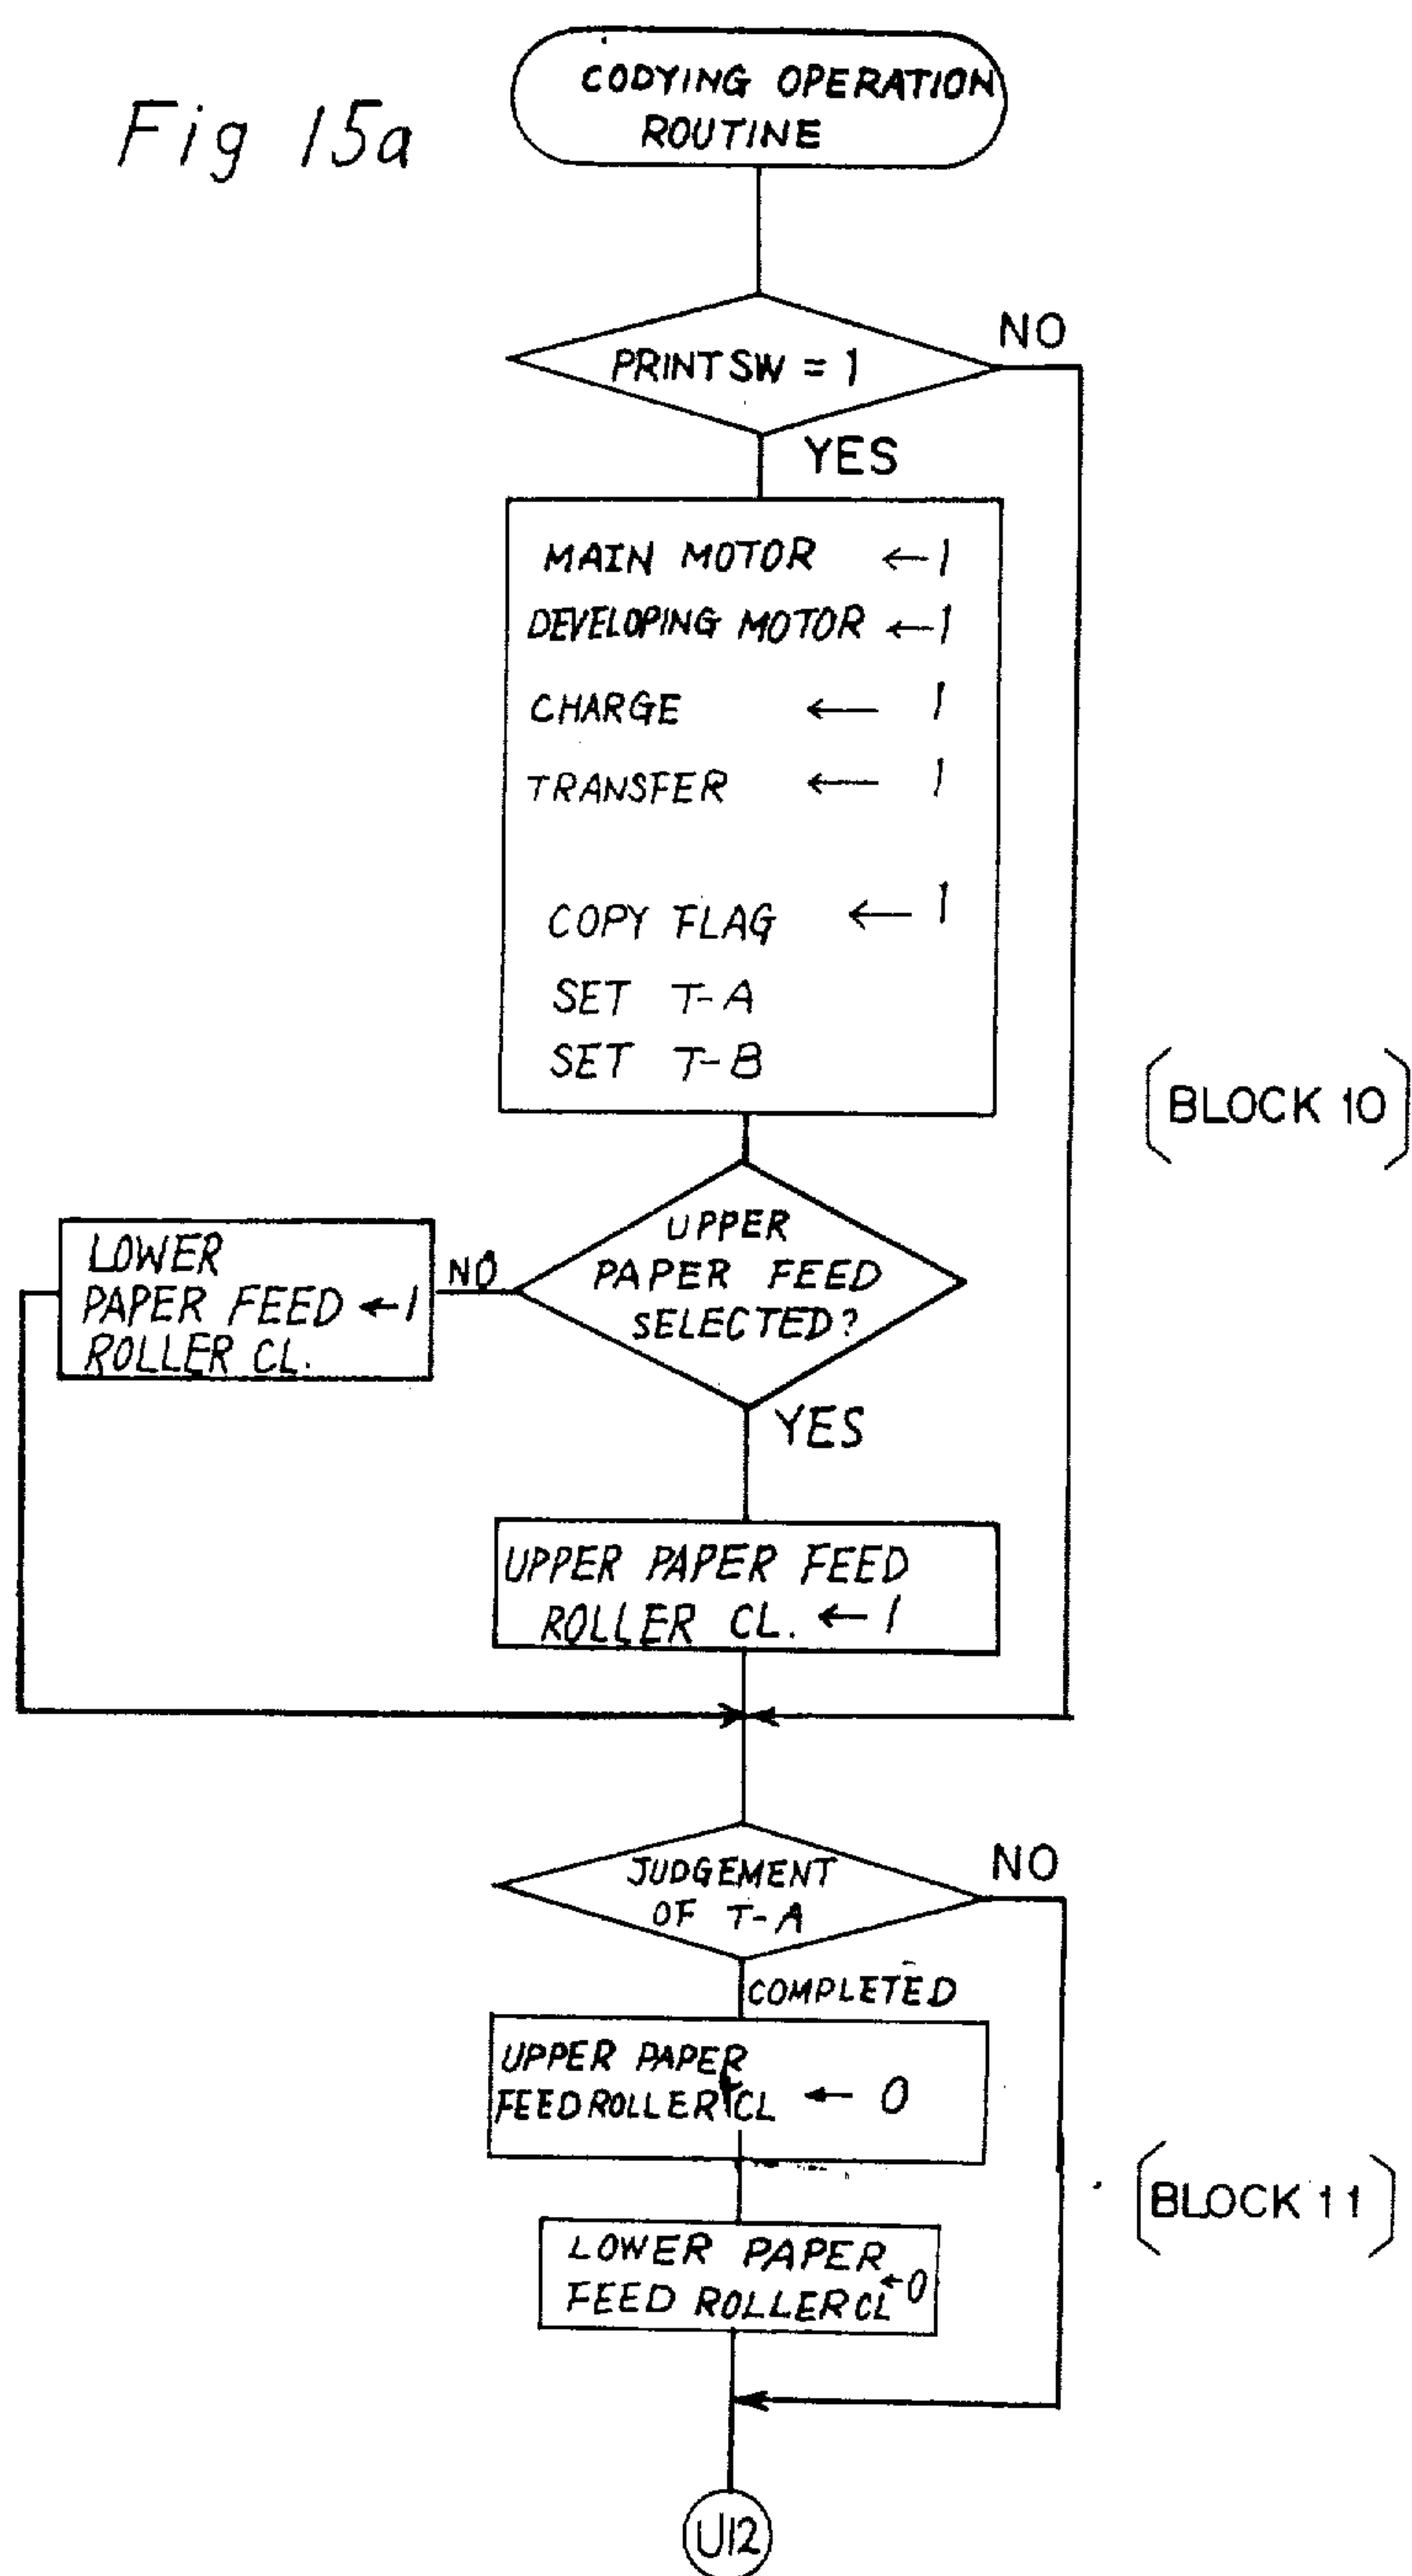 Fig 15a
CODYING OPERATION
ROUTINE
PRINT SW = 1
NO
YES
MAIN MOTOR ← 1
DEVELOPING MOTOR ← 1
CHARGE ← 1
TRANSFER ← 1
COPY FLAG ← 1
SET T-A
SET T-B
[BLOCK 10]
UPPER
PAPER FEED
SELECTED?
NO
LOWER
PAPER FEED ← 1
ROLLER CL.
YES
UPPER PAPER FEED
ROLLER CL. ← 1
JUDGEMENT
OF T-A
NO
COMPLETED
UPPER PAPER
FEED ROLLER CL ← 0
[BLOCK 11]
LOWER PAPER
FEED ROLLER CL ← 0
U12